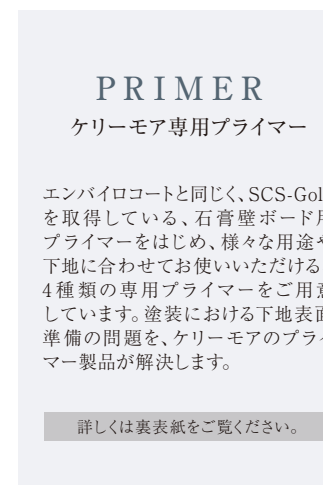 PRIMER
ケリーモア専用プライマー
エンバイロコートと同じく、SCS-Gol
を取得している、石膏壁ボード用
プライマーをはじめ、様々な用途や
下地に合わせてお使いいただける
4種類の専用プライマーをご用意
しています。塗装における下地表面
準備の問題を、ケリーモアのプライ
マー製品が解決します。
詳しくは裏表紙をご覧ください。